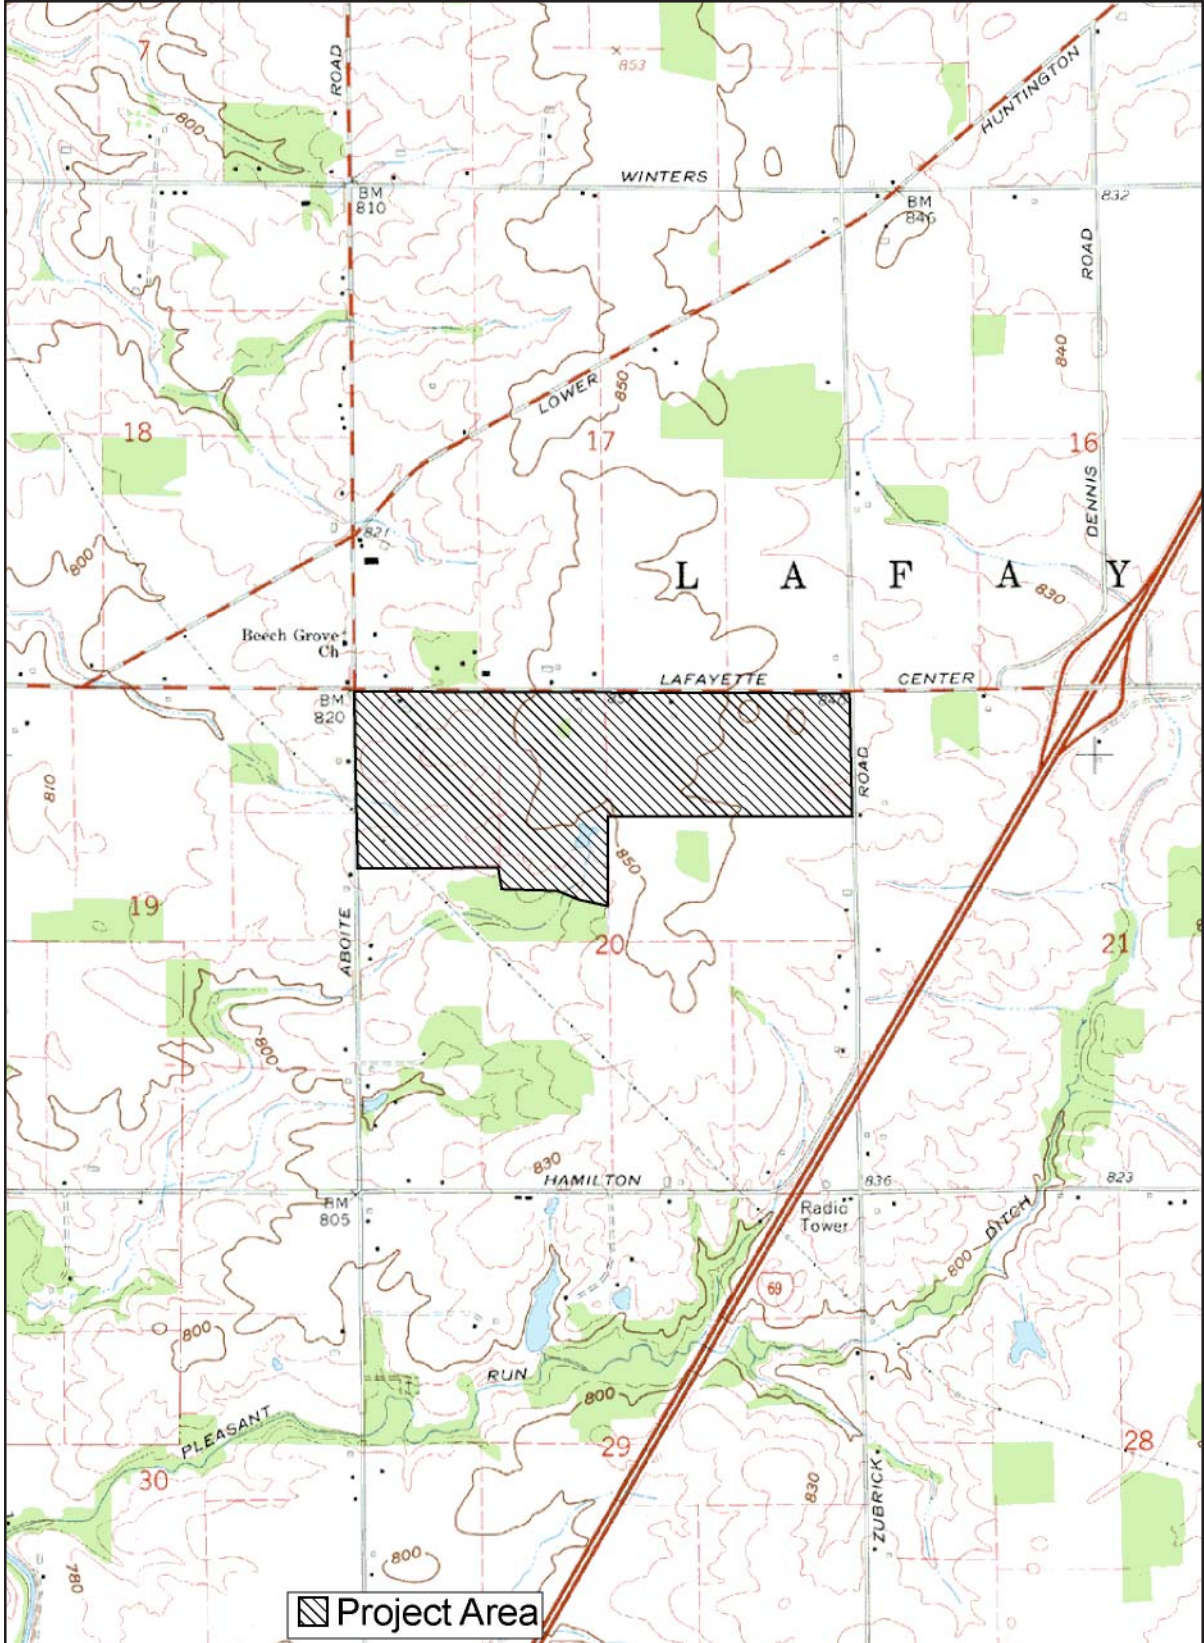 7
ROAD
853
HUNTINGTON
800
WINTERS
BM
810
BM
846
832
ROAD
840
LOWER
850
18
17
16
DENNIS
821
800
L A F A Y
830
Beech Grove
Ch
LAFAYETTE
CENTER
BM
820
840
ROAD
810
850
19
ABOITE
20
21
800
830
HAMILTON
836
823
BM
805
Radio
Tower
DITCH
800
69
800
RUN
800
PLEASANT
29
28
30
830
ZUBRICK
800
780
Project Area